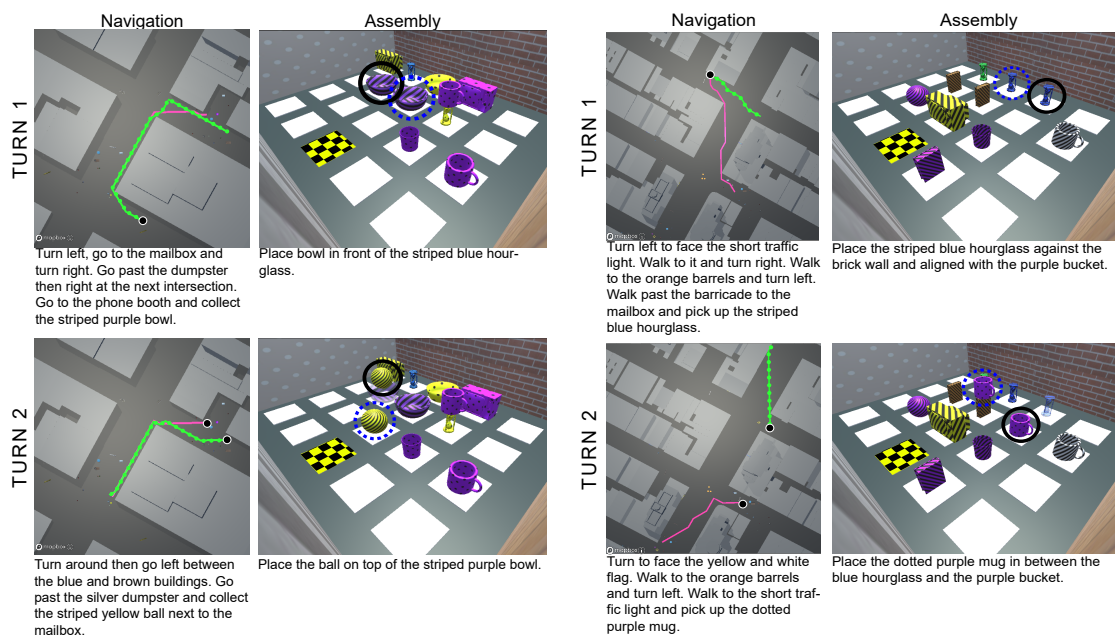 Navigation
Assembly
TURN 1
mapbox
Turn left, go to the mailbox and
turn right. Go past the dumpster
then right at the next intersection.
Go to the phone booth and collect
the striped purple bowl.
Place bowl in front of the striped blue hour-
glass.
TURN 2
mapbox
Turn around then go left between
the blue and brown buildings. Go
past the silver dumpster and collect
the striped yellow ball next to the
mailbox.
Place the ball on top of the striped purple bowl.
Navigation
Assembly
TURN 1
mapbox
Turn left to face the short traffic
light. Walk to it and turn right. Walk
to the orange barrels and turn left.
Walk past the barricade to the
mailbox and pick up the striped
blue hourglass.
Place the striped blue hourglass against the
brick wall and aligned with the purple bucket.
TURN 2
mapbox
Turn to face the yellow and white
flag. Walk to the orange barrels
and turn left. Walk to the short traf-
fic light and pick up the dotted
purple mug.
Place the dotted purple mug in between the
blue hourglass and the purple bucket.